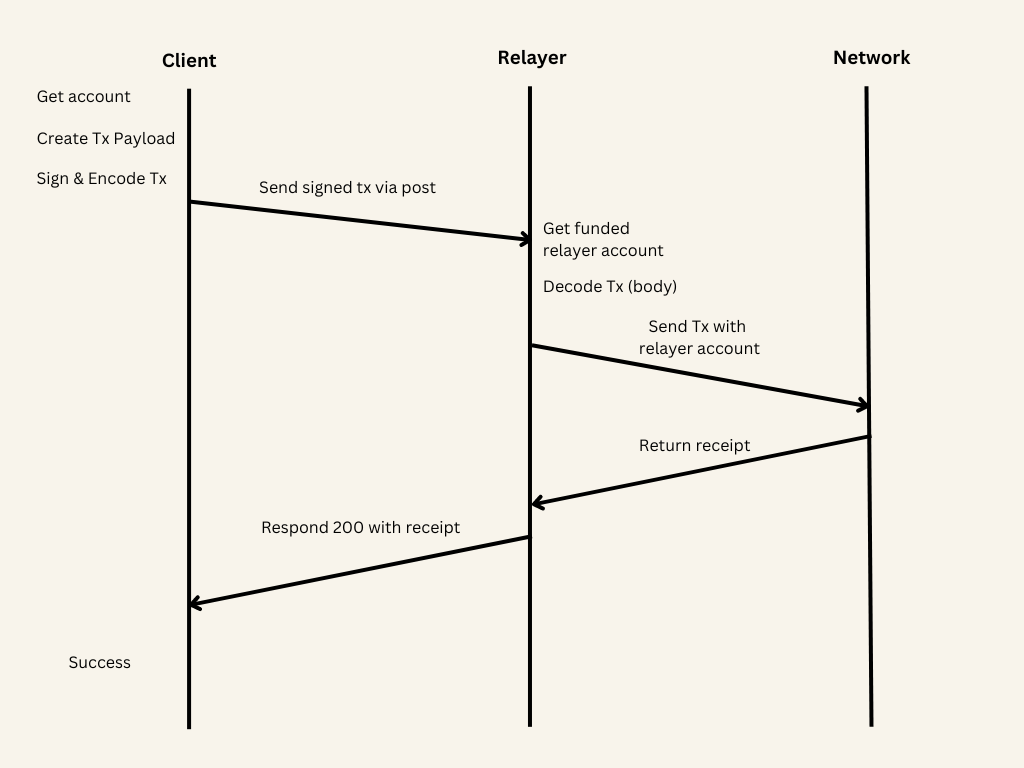 Client
Relayer
Network
Get account
Create Tx Payload
Sign & Encode Tx
Send signed tx via post
Get funded
relayer account
Decode Tx (body)
Send Tx with
relayer account
Return receipt
Respond 200 with receipt
Success